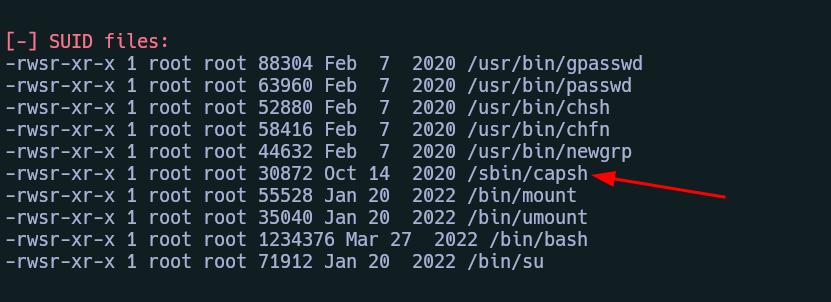 [-] SUID files:
-rwsr-xr-x 1 root root 88304 Feb  7  2020 /usr/bin/gpasswd
-rwsr-xr-x 1 root root 63960 Feb  7  2020 /usr/bin/passwd
-rwsr-xr-x 1 root root 52880 Feb  7  2020 /usr/bin/chsh
-rwsr-xr-x 1 root root 58416 Feb  7  2020 /usr/bin/chfn
-rwsr-xr-x 1 root root 44632 Feb  7  2020 /usr/bin/newgrp
-rwsr-xr-x 1 root root 30872 Oct 14  2020 /sbin/capsh
-rwsr-xr-x 1 root root 55528 Jan 20  2022 /bin/mount
-rwsr-xr-x 1 root root 35040 Jan 20  2022 /bin/umount
-rwsr-xr-x 1 root root 1234376 Mar 27  2022 /bin/bash
-rwsr-xr-x 1 root root 71912 Jan 20  2022 /bin/su